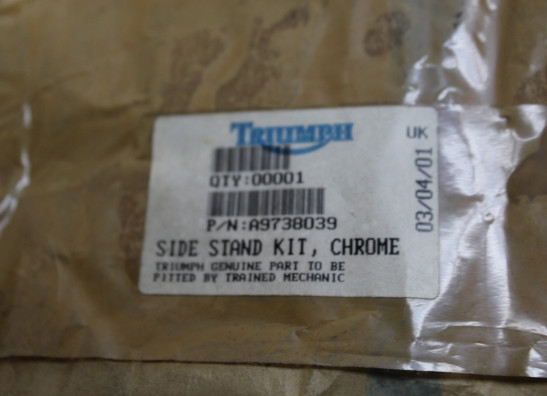 TRIUMPH
UK
QTY:00001
P/N:A9738039
03/04/01
SIDE STAND KIT, CHROME
TRIUMPH GENUINE PART TO BE
FITTED BY TRAINED MECHANIC